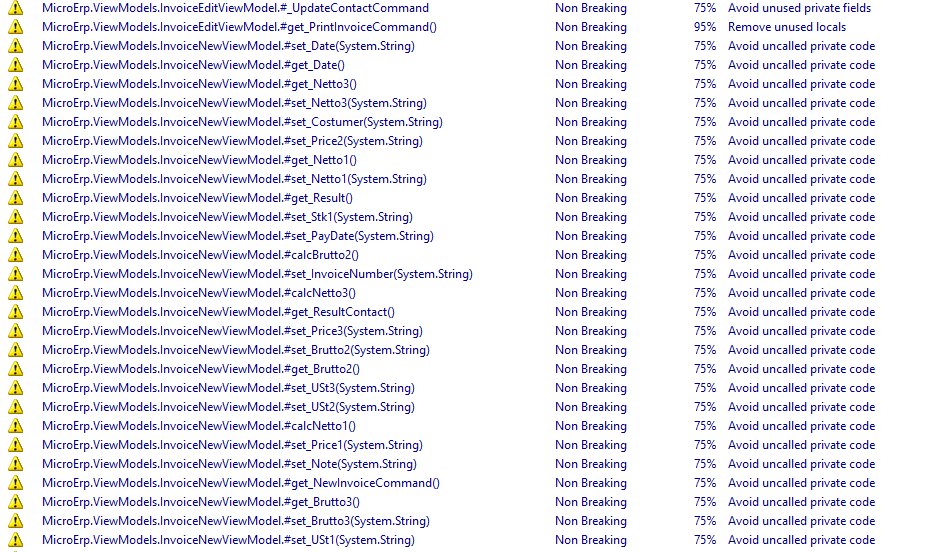 MicroErp.ViewModels.InvoiceEditViewModel.#_UpdateContactCommand Non Breaking 75% Avoid unused private fields
MicroErp.ViewModels.InvoiceEditViewModel.#get_PrintInvoiceCommand() Non Breaking 95% Remove unused locals
MicroErp.ViewModels.InvoiceNewViewModel.#set_Date(System.String) Non Breaking 75% Avoid uncalled private code
MicroErp.ViewModels.InvoiceNewViewModel.#get_Date() Non Breaking 75% Avoid uncalled private code
MicroErp.ViewModels.InvoiceNewViewModel.#get_Netto3() Non Breaking 75% Avoid uncalled private code
MicroErp.ViewModels.InvoiceNewViewModel.#set_Netto3(System.String) Non Breaking 75% Avoid uncalled private code
MicroErp.ViewModels.InvoiceNewViewModel.#set_Costumer(System.String) Non Breaking 75% Avoid uncalled private code
MicroErp.ViewModels.InvoiceNewViewModel.#set_Price2(System.String) Non Breaking 75% Avoid uncalled private code
MicroErp.ViewModels.InvoiceNewViewModel.#get_Netto1() Non Breaking 75% Avoid uncalled private code
MicroErp.ViewModels.InvoiceNewViewModel.#set_Netto1(System.String) Non Breaking 75% Avoid uncalled private code
MicroErp.ViewModels.InvoiceNewViewModel.#get_Result() Non Breaking 75% Avoid uncalled private code
MicroErp.ViewModels.InvoiceNewViewModel.#set_Stk1(System.String) Non Breaking 75% Avoid uncalled private code
MicroErp.ViewModels.InvoiceNewViewModel.#set_PayDate(System.String) Non Breaking 75% Avoid uncalled private code
MicroErp.ViewModels.InvoiceNewViewModel.#calcBrutto2() Non Breaking 75% Avoid uncalled private code
MicroErp.ViewModels.InvoiceNewViewModel.#set_InvoiceNumber(System.String) Non Breaking 75% Avoid uncalled private code
MicroErp.ViewModels.InvoiceNewViewModel.#calcNetto3() Non Breaking 75% Avoid uncalled private code
MicroErp.ViewModels.InvoiceNewViewModel.#get_ResultContact() Non Breaking 75% Avoid uncalled private code
MicroErp.ViewModels.InvoiceNewViewModel.#set_Price3(System.String) Non Breaking 75% Avoid uncalled private code
MicroErp.ViewModels.InvoiceNewViewModel.#set_Brutto2(System.String) Non Breaking 75% Avoid uncalled private code
MicroErp.ViewModels.InvoiceNewViewModel.#get_Brutto2() Non Breaking 75% Avoid uncalled private code
MicroErp.ViewModels.InvoiceNewViewModel.#set_USt3(System.String) Non Breaking 75% Avoid uncalled private code
MicroErp.ViewModels.InvoiceNewViewModel.#set_USt2(System.String) Non Breaking 75% Avoid uncalled private code
MicroErp.ViewModels.InvoiceNewViewModel.#calcNetto1() Non Breaking 75% Avoid uncalled private code
MicroErp.ViewModels.InvoiceNewViewModel.#set_Price1(System.String) Non Breaking 75% Avoid uncalled private code
MicroErp.ViewModels.InvoiceNewViewModel.#set_Note(System.String) Non Breaking 75% Avoid uncalled private code
MicroErp.ViewModels.InvoiceNewViewModel.#get_NewInvoiceCommand() Non Breaking 75% Avoid uncalled private code
MicroErp.ViewModels.InvoiceNewViewModel.#get_Brutto3() Non Breaking 75% Avoid uncalled private code
MicroErp.ViewModels.InvoiceNewViewModel.#set_Brutto3(System.String) Non Breaking 75% Avoid uncalled private code
MicroErp.ViewModels.InvoiceNewViewModel.#set_USt1(System.String) Non Breaking 75% Avoid uncalled private code